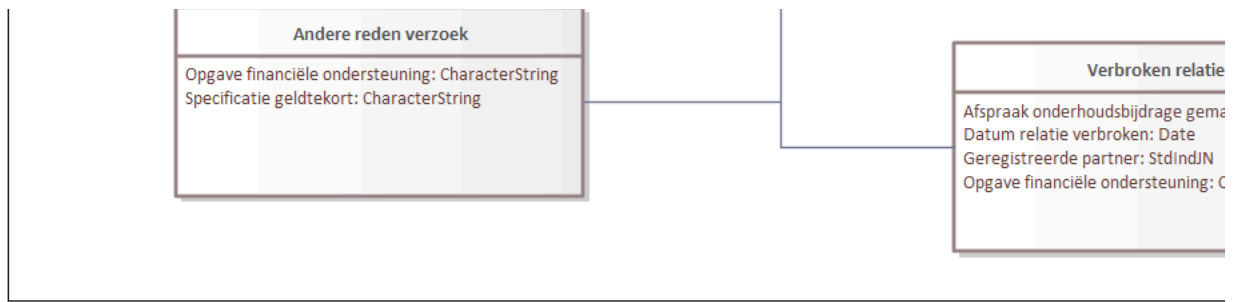 Andere reden verzoek
Opgave financiële ondersteuning: CharacterString
Specificatie geldtekort: CharacterString
Verbroken relatie
Afspraak onderhoudsbijdrage
Datum relatie verbroken: Date
Geregistreerde partner: StdIndJN
Opgave financiële ondersteuning: